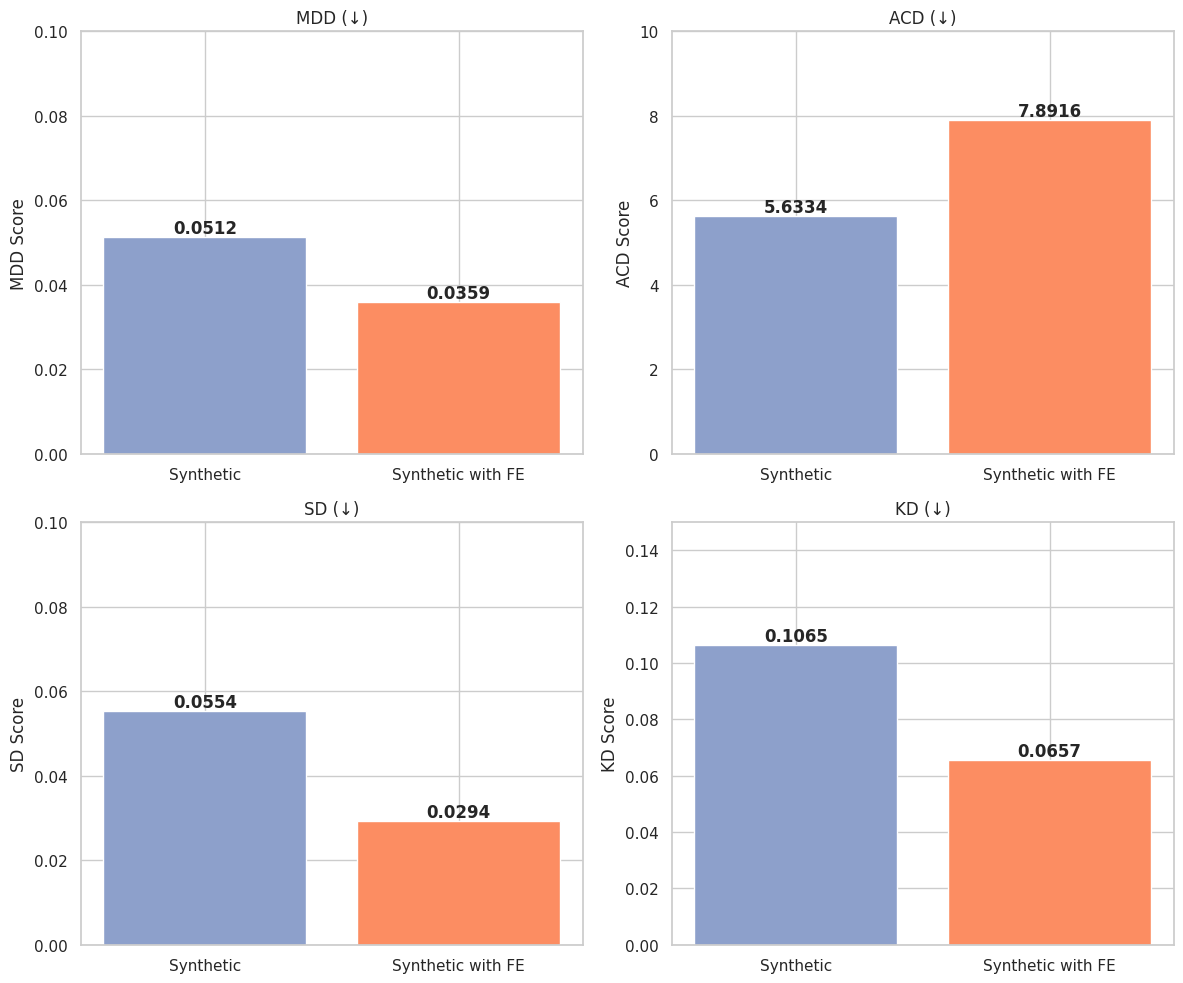 MDD (↓)
MDD Score
0.10
0.08
0.06
0.04
0.02
0.00
0.0512
0.0359
Synthetic
Synthetic with FE
ACD (↓)
ACD Score
10
8
6
4
2
0
5.6334
7.8916
Synthetic
Synthetic with FE
SD (↓)
SD Score
0.10
0.08
0.06
0.04
0.02
0.00
0.0554
0.0294
Synthetic
Synthetic with FE
KD (↓)
KD Score
0.14
0.12
0.10
0.08
0.06
0.04
0.02
0.00
0.1065
0.0657
Synthetic
Synthetic with FE